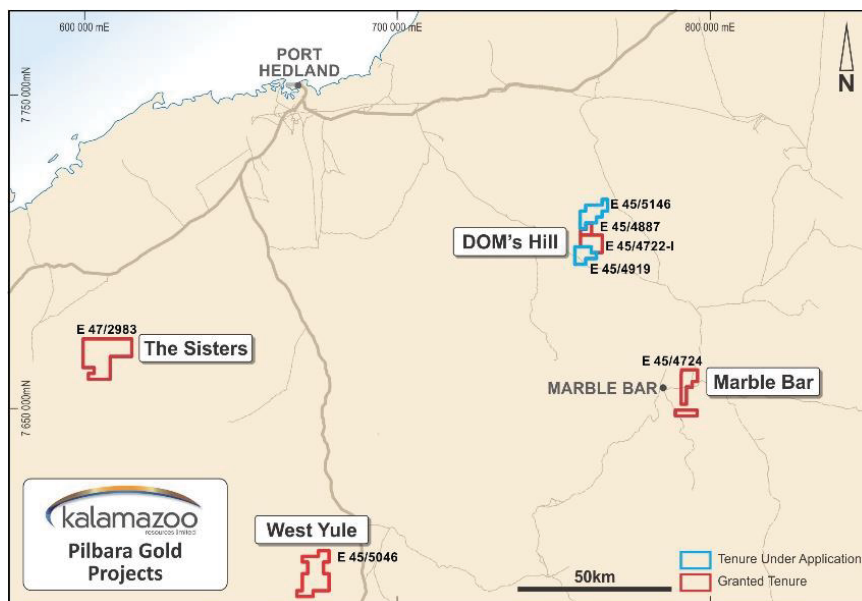 600 000 mE
700 000 mE
800 000 mE
PORT
HEDLAND
N
7 750 000mN
E 45/5146
E 45/4887
DOM's Hill
E 45/4722-I
E 45/4919
E 47/2983
The Sisters
E 45/4724
MARBLE BAR
Marble Bar
7 650 000mN
kalamazoo
resources limited
Pilbara Gold
Projects
West Yule
E 45/5046
50km
Tenure Under Application
Granted Tenure